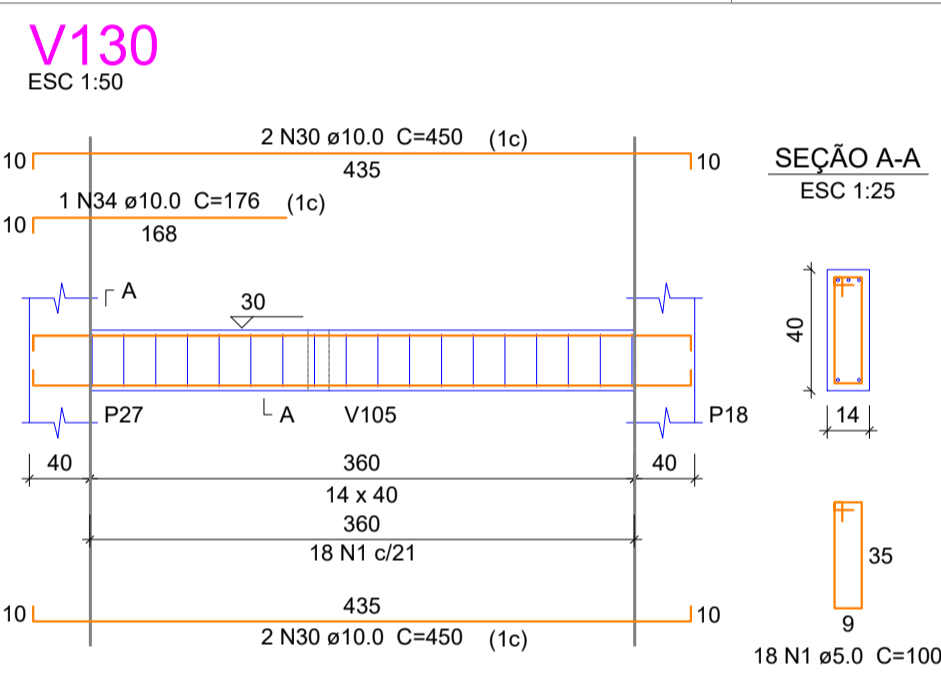 V130
ESC 1:50
2 N30 ø10.0 C=450 (1c)
10
435
10
1 N34 ø10.0 C=176 (1c)
10
168
SEÇÃO A-A
ESC 1:25
A
30
40
14
P27
A
V105
P18
40
360
40
14 x 40
360
18 N1 c/21
35
9
18 N1 ø5.0 C=100
10
435
10
2 N30 ø10.0 C=450 (1c)